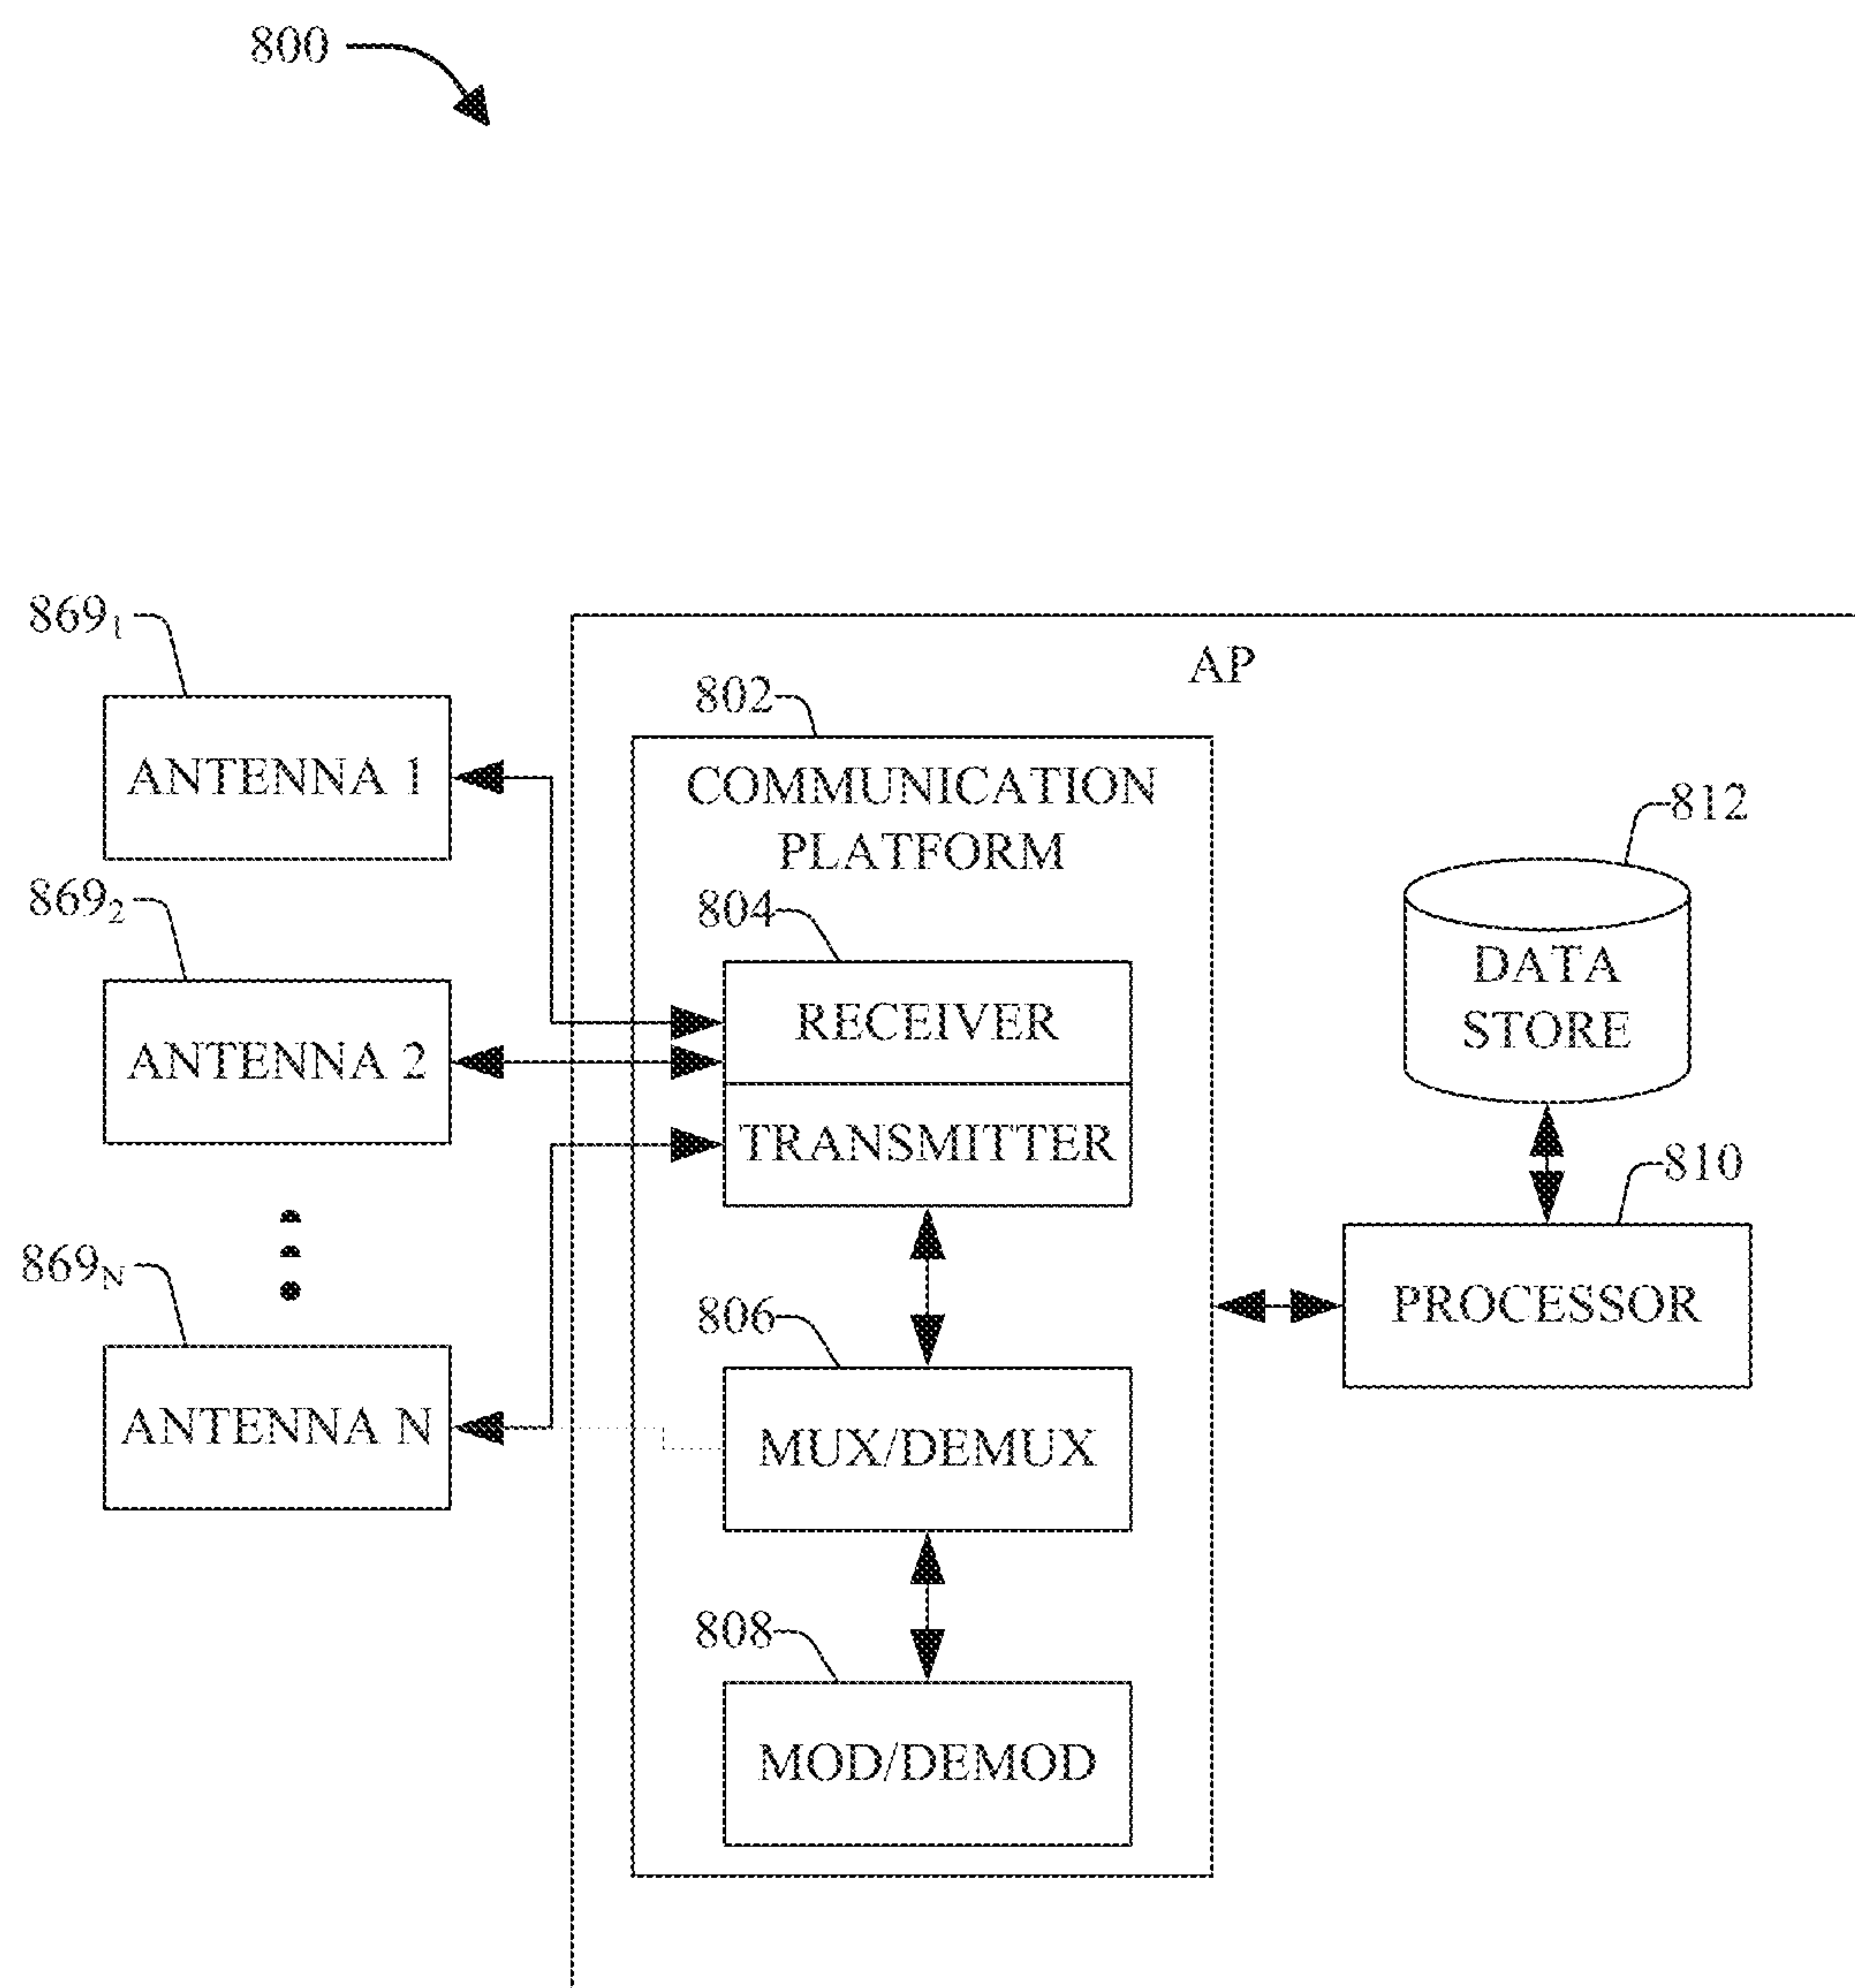 800
869₁
AP
802
ANTENNA 1
COMMUNICATION
PLATFORM
812
869₂
804
DATA
STORE
RECEIVER
ANTENNA 2
TRANSMITTER
810
869ₙ
806
PROCESSOR
ANTENNA N
MUX/DEMUX
808
MOD/DEMOD